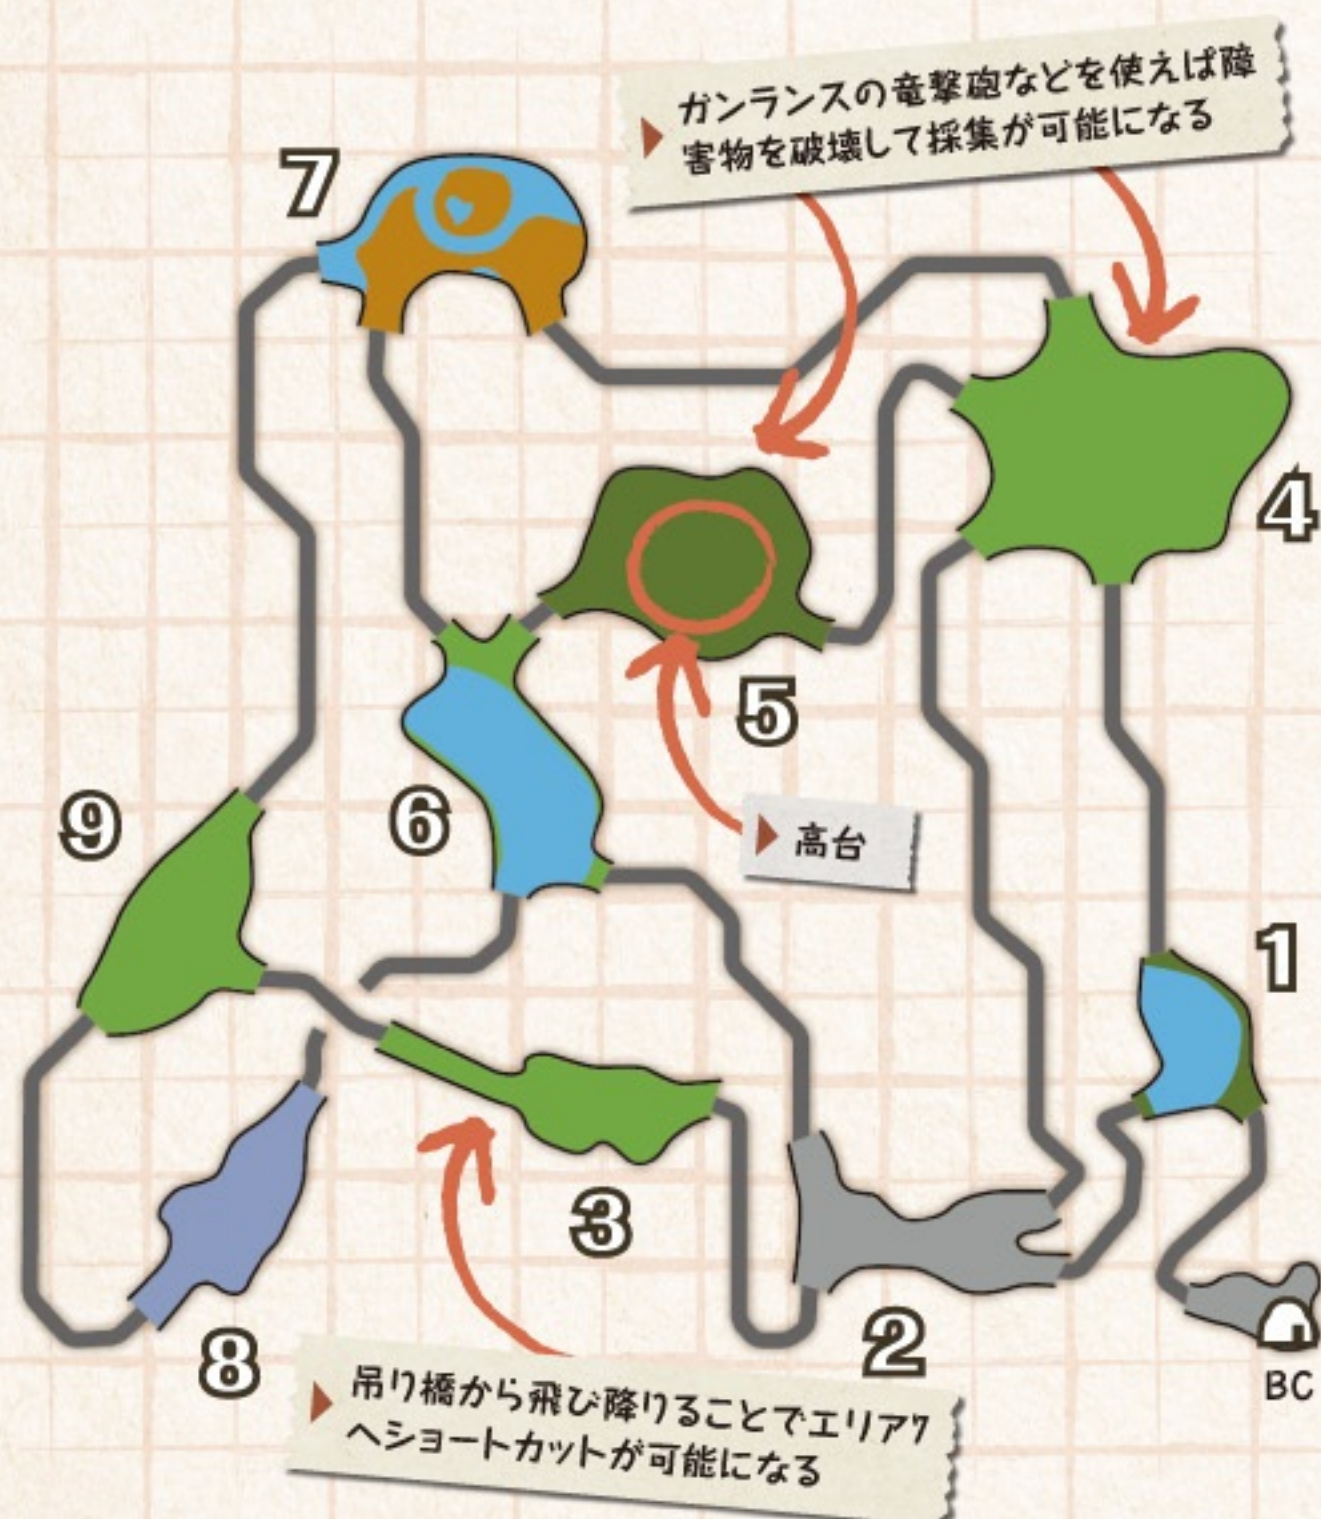 ガンランスの竜撃砲などを使えば障
害物を破壊して採集が可能になる
7
4
5
高台
6
9
1
3
2
8
BC
吊り橋から飛び降りることでエリア7
へショートカットが可能になる